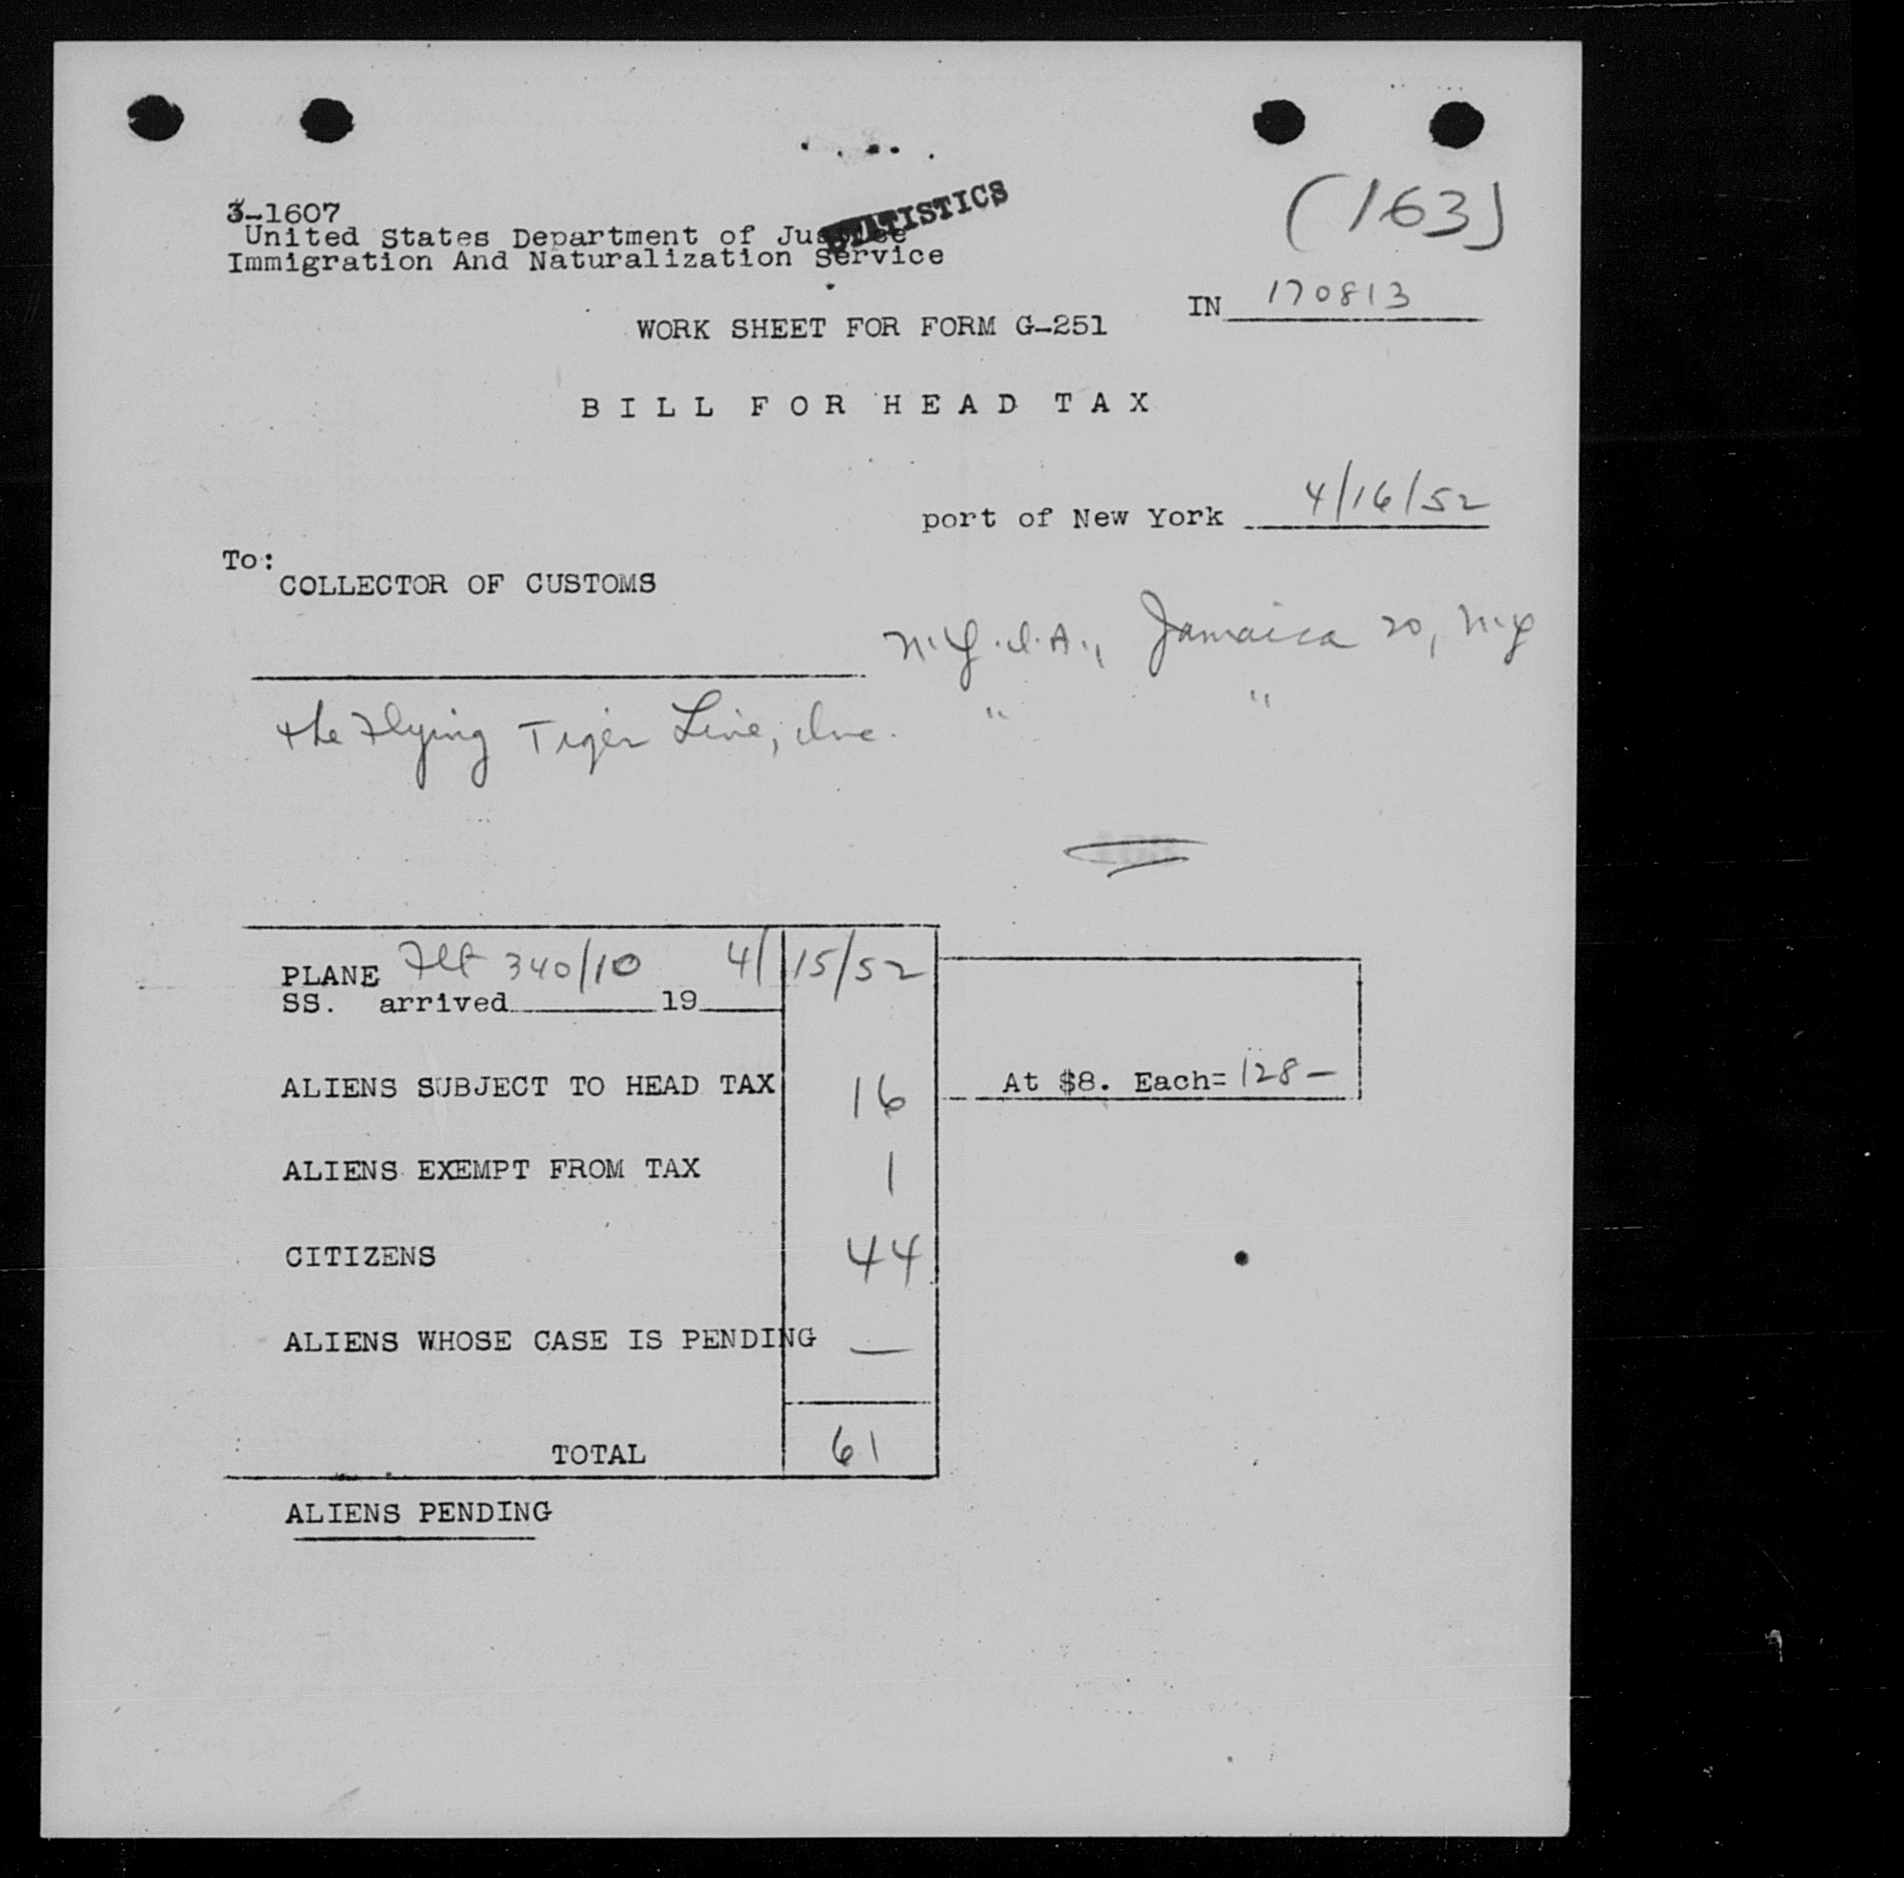 (163)
STATISTICS
3-1607
United States Department of Justice
Immigration And Naturalization Service
IN 170813
WORK SHEET FOR FORM G-251
BILL FOR HEAD TAX
port of New York 4/16/52
To:
COLLECTOR OF CUSTOMS
N.Y.I.A., Jamaica 20, N.Y
The Flying Tiger Line, Inc. " "
PLANE Flt 340/10 4/15/52
SS. arrived 19
ALIENS SUBJECT TO HEAD TAX 16 At $8. Each= 128-
ALIENS EXEMPT FROM TAX 1
CITIZENS 44
ALIENS WHOSE CASE IS PENDING —
TOTAL 61
ALIENS PENDING